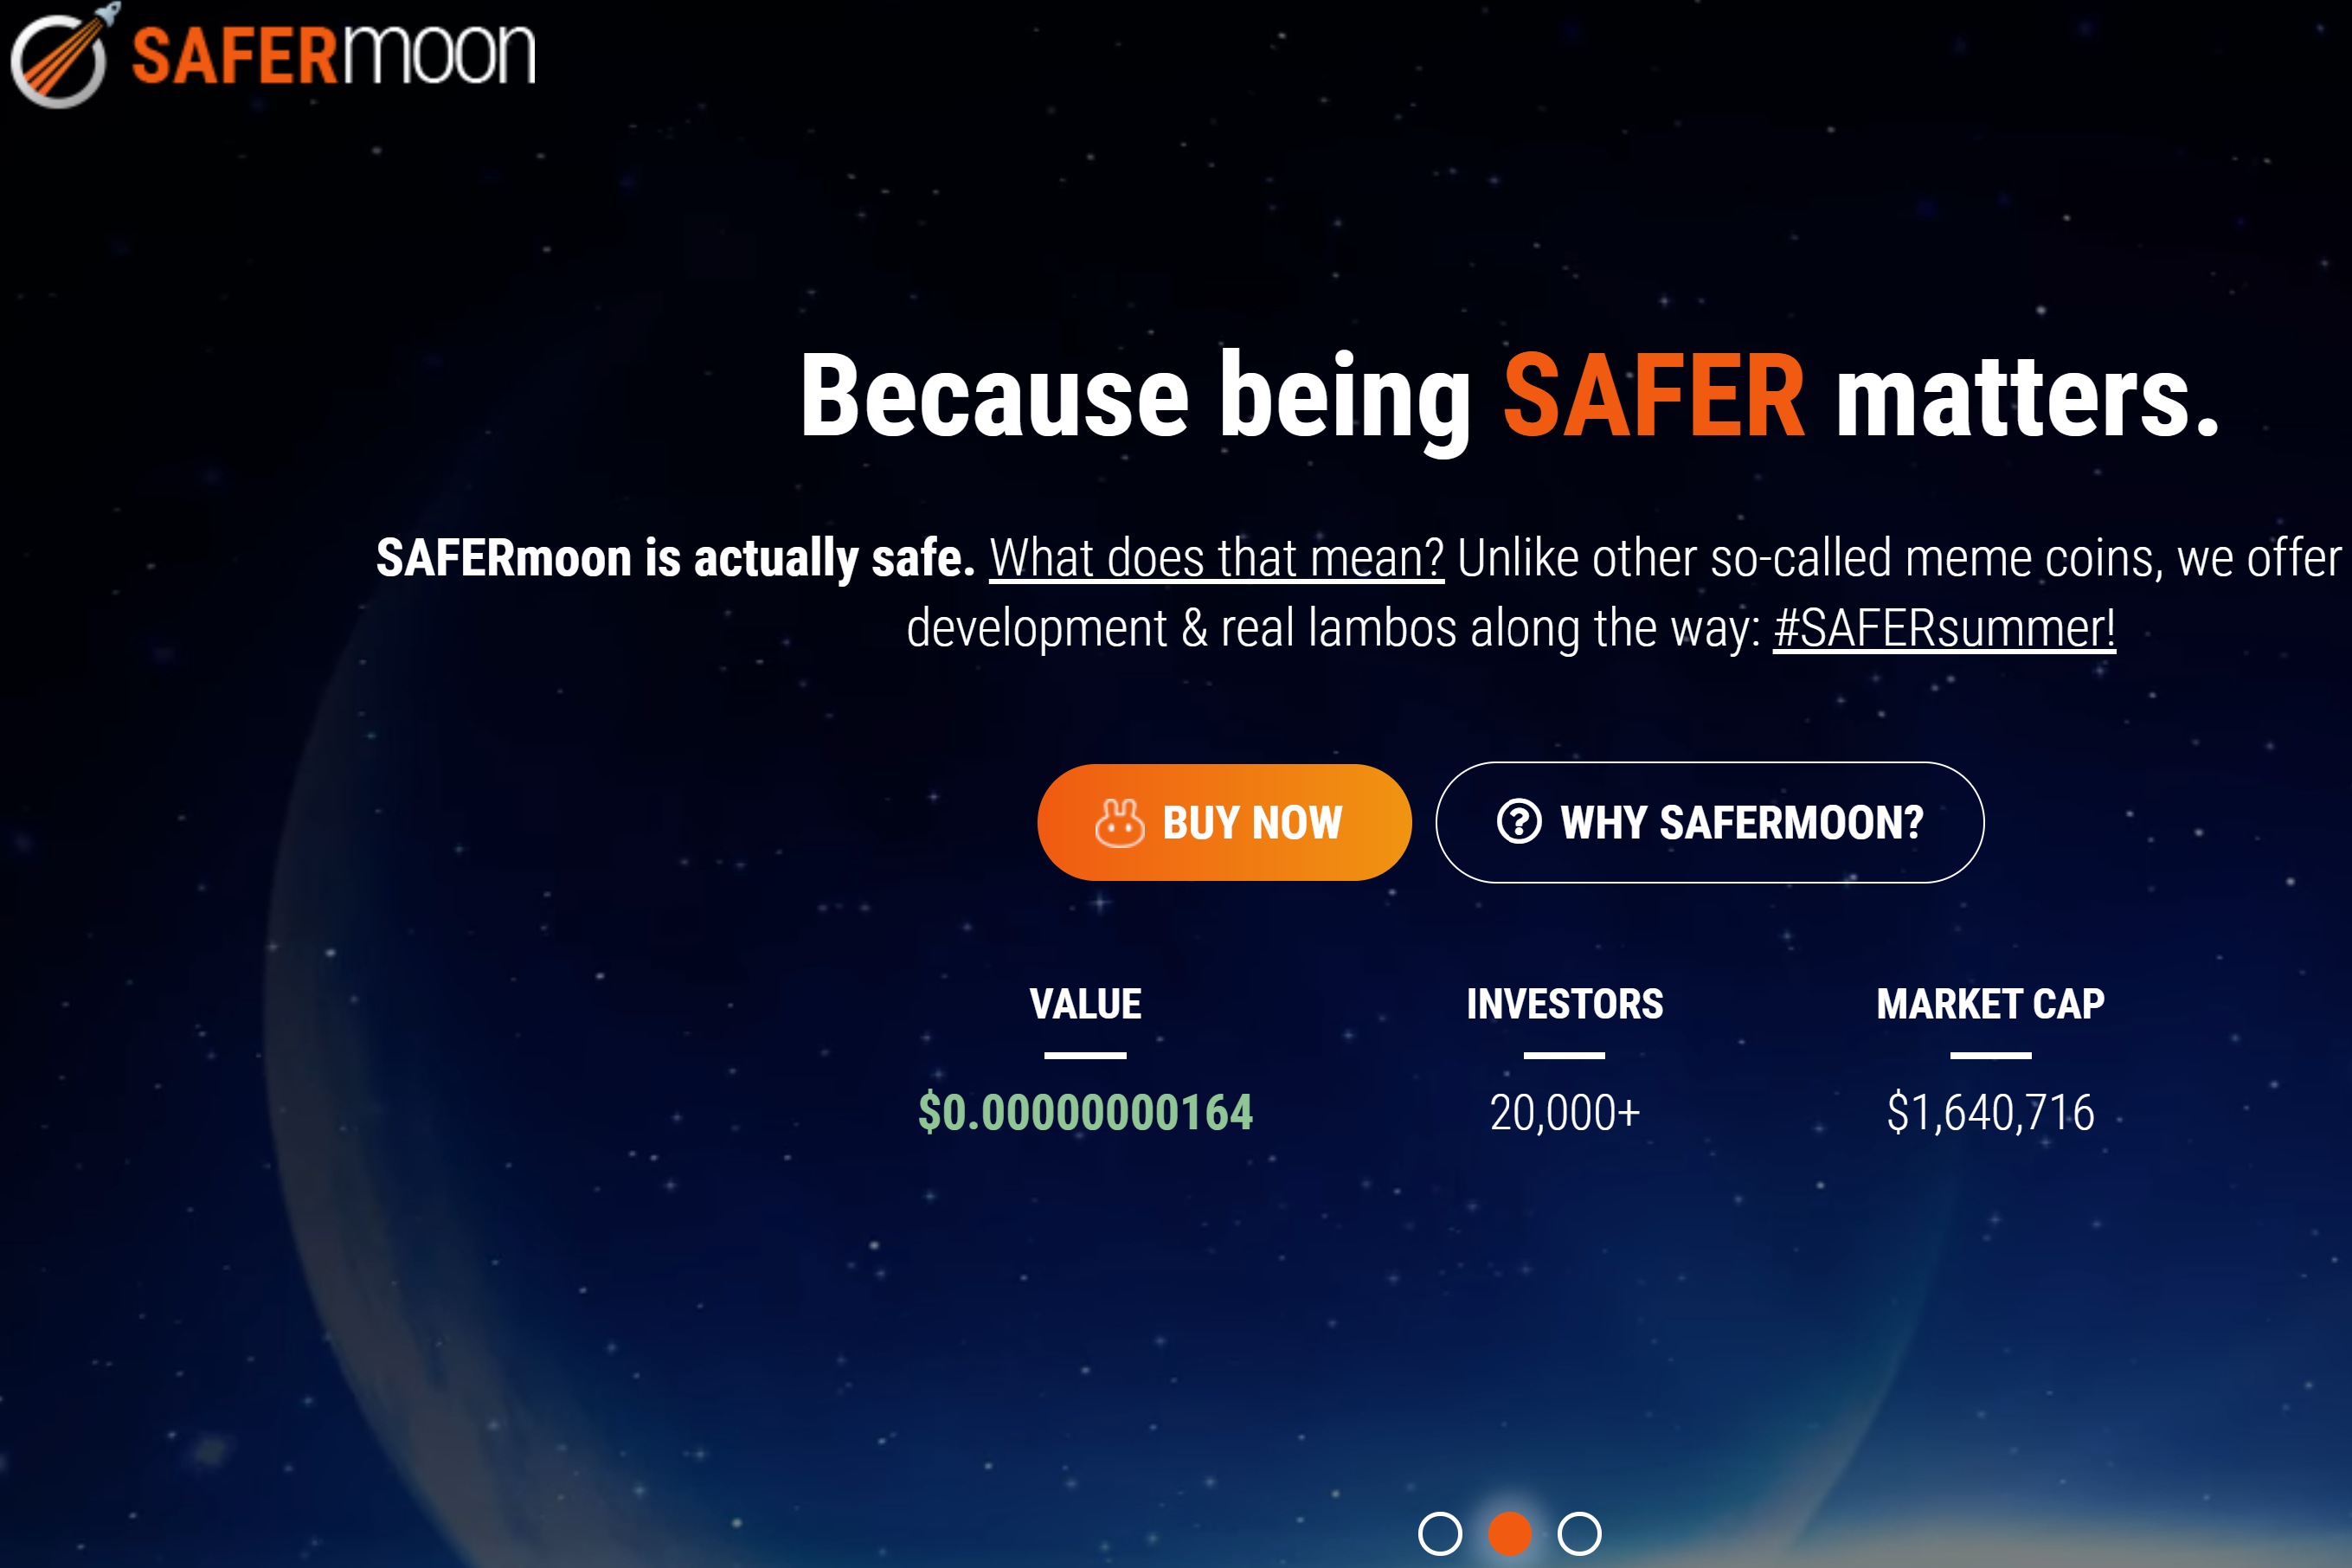 SAFERmoon
Because being SAFER matters.
SAFERmoon is actually safe. What does that mean? Unlike other so-called meme coins, we offer
development & real lambos along the way: #SAFERsummer!
BUY NOW
WHY SAFERMOON?
VALUE INVESTORS MARKET CAP
$0.00000000164 20,000+ $1,640,716